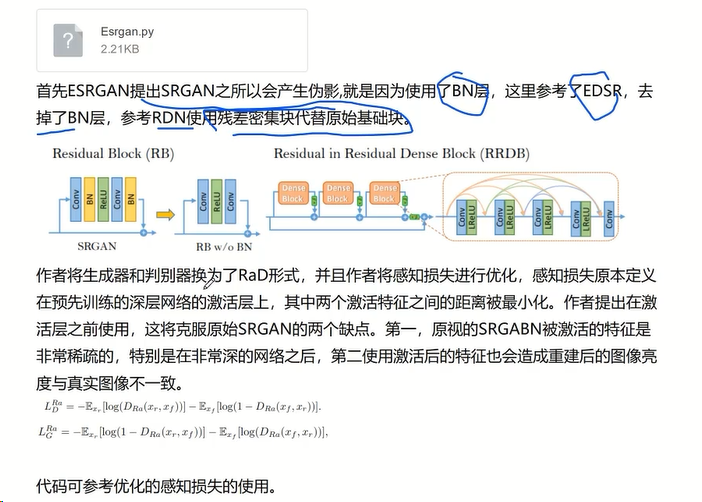 Esrgan.py
2.21KB
首先ESRGAN提出SRGAN之所以会产生伪影,就是因为使用了BN层，这里参考了EDSR，去
掉了BN层，参考RDN使用残差密集块代替原始基础块。
Residual Block (RB)
Residual in Residual Dense Block (RRDB)
Conv BN ReLU Conv BN
SRGAN
Conv ReLU Conv
RB w/o BN
Dense Block
Dense Block
Dense Block
Conv LReLU Conv LReLU Conv LReLU Conv LReLU Conv
作者将生成器和判别器换为了RaD形式，并且作者将感知损失进行优化，感知损失原本定义
在预先训练的深层网络的激活层上，其中两个激活特征之间的距离被最小化。作者提出在激
活层之前使用，这将克服原始SRGAN的两个缺点。第一，原视的SRGABN被激活的特征是
非常稀疏的，特别是在非常深的网络之后，第二使用激活后的特征也会造成重建后的图像亮
度与真实图像不一致。
L_D^{Ra} = −𝔼_{x_r}[log(D_{Ra}(x_r, x_f))] − 𝔼_{x_f}[log(1 − D_{Ra}(x_f, x_r))].
L_G^{Ra} = −𝔼_{x_r}[log(1 − D_{Ra}(x_r, x_f))] − 𝔼_{x_f}[log(D_{Ra}(x_f, x_r))],
代码可参考优化的感知损失的使用。